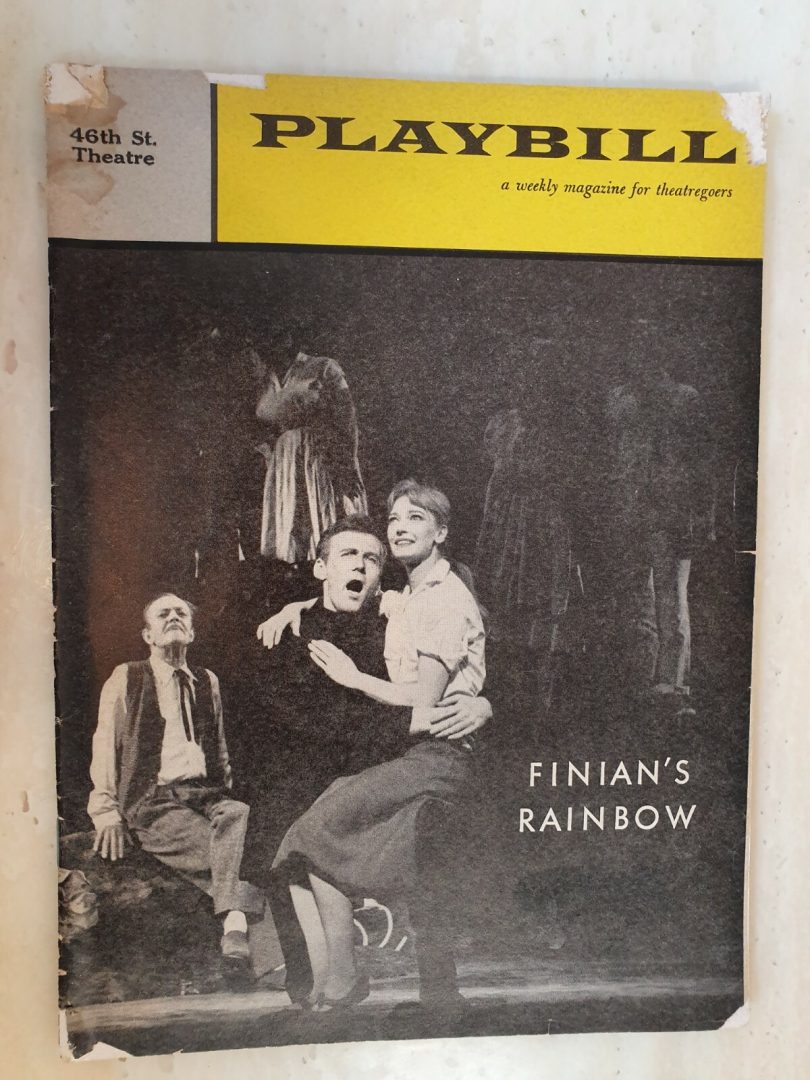 46th St.
Theatre
PLAYBILL
a weekly magazine for theatregoers
FINIAN'S
RAINBOW